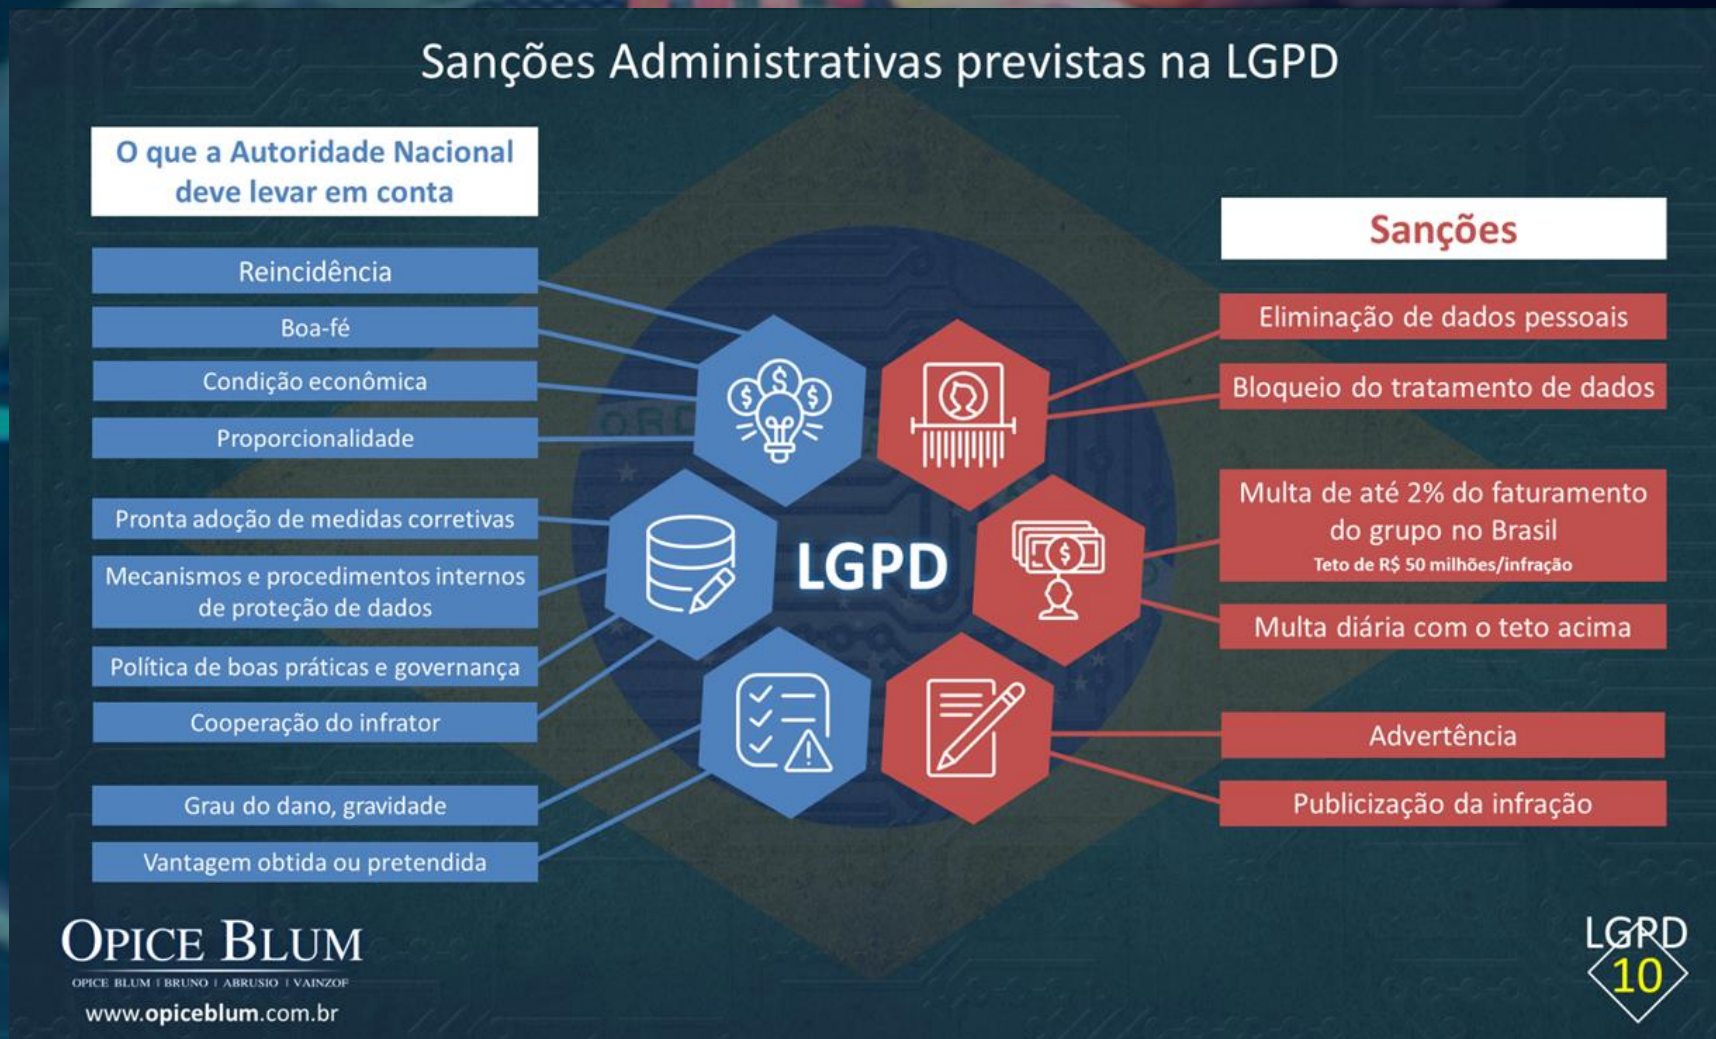 Sanções Administrativas previstas na LGPD
O que a Autoridade Nacional
deve levar em conta
Reincidência
Boa-fé
Condição econômica
Proporcionalidade
Pronta adoção de medidas corretivas
Mecanismos e procedimentos internos
de proteção de dados
Política de boas práticas e governança
Cooperação do infrator
Grau do dano, gravidade
Vantagem obtida ou pretendida
LGPD
Sanções
Eliminação de dados pessoais
Bloqueio do tratamento de dados
Multa de até 2% do faturamento
do grupo no Brasil
Teto de R$ 50 milhões/infração
Multa diária com o teto acima
Advertência
Publicização da infração
OPICE BLUM
OPICE BLUM | BRUNO | ABRUSIO | VAINZOF
www.opiceblum.com.br
LGPD
10